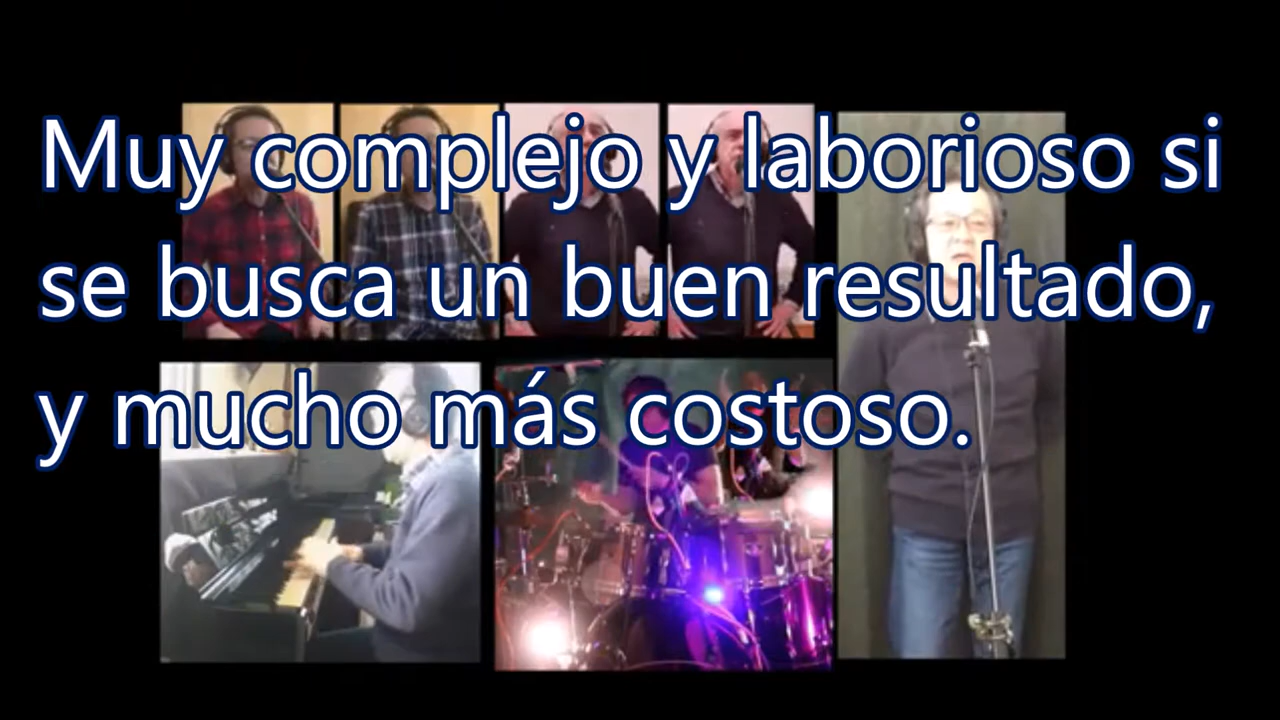 Muy complejo y laborioso si
se busca un buen resultado,
y mucho más costoso.